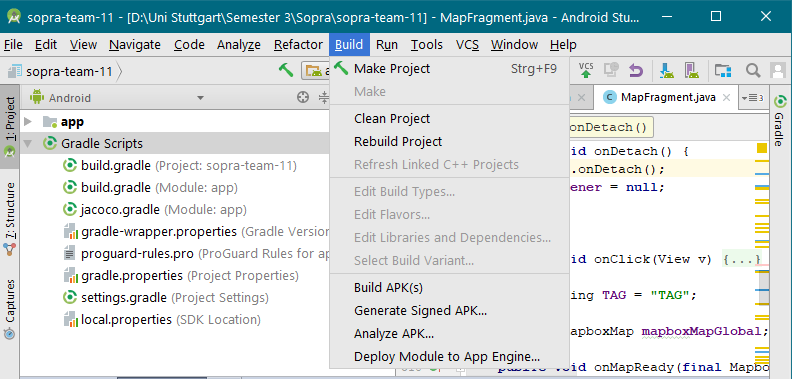 sopra-team-11 - [D:\Uni Stuttgart\Semester 3\Sopra\sopra-team-11] - MapFragment.java - Android Stu...
File Edit View Navigate Code Analyze Refactor Build Run Tools VCS Window Help
sopra-team-11
a
VCS
Make Project Strg+F9
Make
Clean Project
Rebuild Project
Refresh Linked C++ Projects
Edit Build Types...
Edit Flavors...
Edit Libraries and Dependencies...
Select Build Variant...
Build APK(s)
Generate Signed APK...
Analyze APK...
Deploy Module to App Engine...
1: Project
7: Structure
Captures
Android
app
Gradle Scripts
build.gradle (Project: sopra-team-11)
build.gradle (Module: app)
jacoco.gradle (Module: app)
gradle-wrapper.properties (Gradle Version
proguard-rules.pro (ProGuard Rules for ap
gradle.properties (Project Properties)
settings.gradle (Project Settings)
local.properties (SDK Location)
MapFragment.java
3
onDetach()
id onDetach() {
.onDetach();
ener = null;
id onClick(View v) {...}
ing TAG = "TAG";
apboxMap mapboxMapGlobal;
public void onMapReady(final Mapbo
Gradle